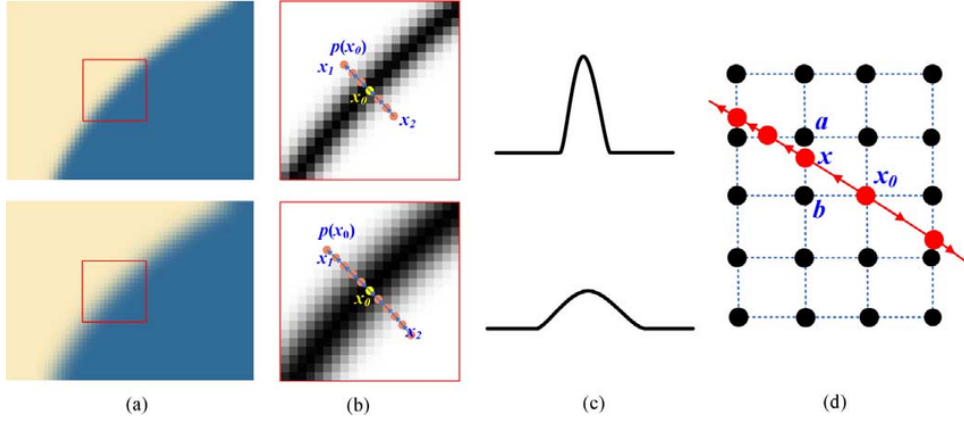 p(x₀)
x₁
x₀
x₂
p(x₀)
x₁
x₀
x₂
a
x
x₀
b
(a)
(b)
(c)
(d)